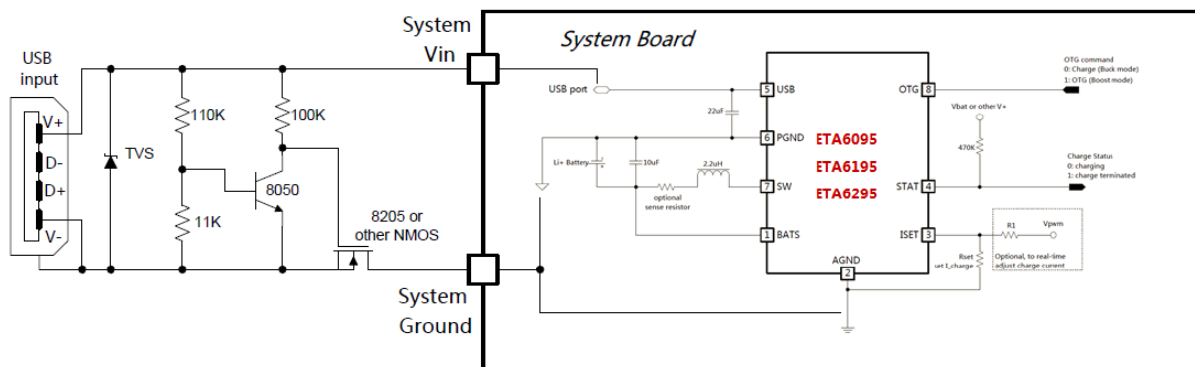 USB
input
V+
D-
D+
V-
TVS
110K
11K
100K
8050
8205 or
other NMOS
System
Vin
System
Ground
System Board
USB port
22uF
Li+ Battery
10uF
2.2uH
optional
sense resistor
5
USB
6
PGND
7
SW
1
BATS
ETA6095
ETA6195
ETA6295
AGND
2
OTG
8
STAT
4
ISET
3
OTG command
0: Charge (Buck mode)
1: OTG (Boost mode)
Vbat or other V+
470K
Charge Status
0: charging
1: charge terminated
R1
Vpwm
Optional, to real-time
adjust charge current
Rset
set I_charge